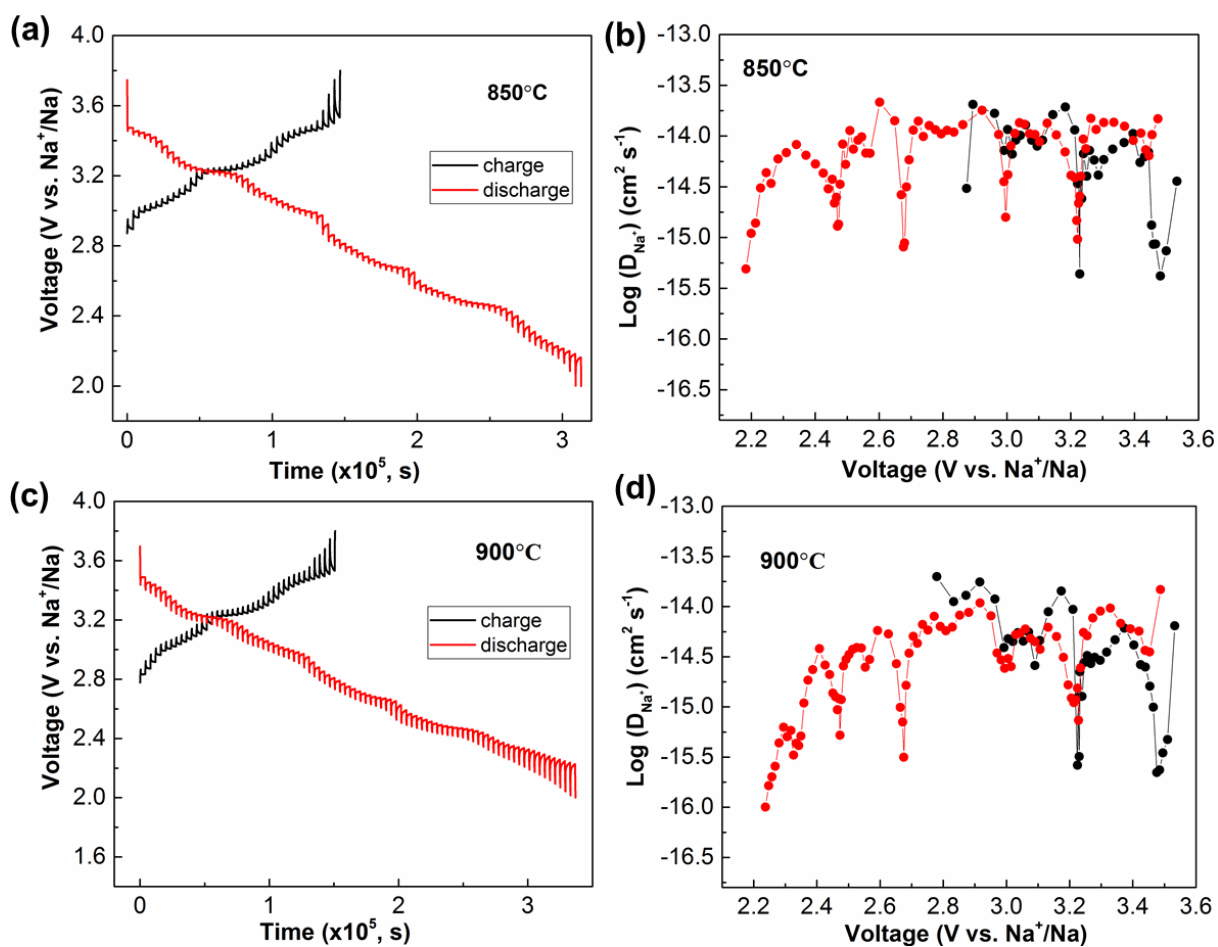 (a)
Voltage (V vs. Na⁺/Na)
4.0
3.6
3.2
2.8
2.4
2.0
850°C
charge
discharge
0 1 2 3
Time (x10⁵, s)
(b)
Log (D_Na⁺) (cm² s⁻¹)
-13.0
-13.5
-14.0
-14.5
-15.0
-15.5
-16.0
-16.5
850°C
2.2 2.4 2.6 2.8 3.0 3.2 3.4 3.6
Voltage (V vs. Na⁺/Na)
(c)
Voltage (V vs. Na⁺/Na)
4.0
3.6
3.2
2.8
2.4
2.0
1.6
900°C
charge
discharge
0 1 2 3
Time (x10⁵, s)
(d)
Log (D_Na⁺) (cm² s⁻¹)
-13.0
-13.5
-14.0
-14.5
-15.0
-15.5
-16.0
-16.5
900°C
2.2 2.4 2.6 2.8 3.0 3.2 3.4 3.6
Voltage (V vs. Na⁺/Na)